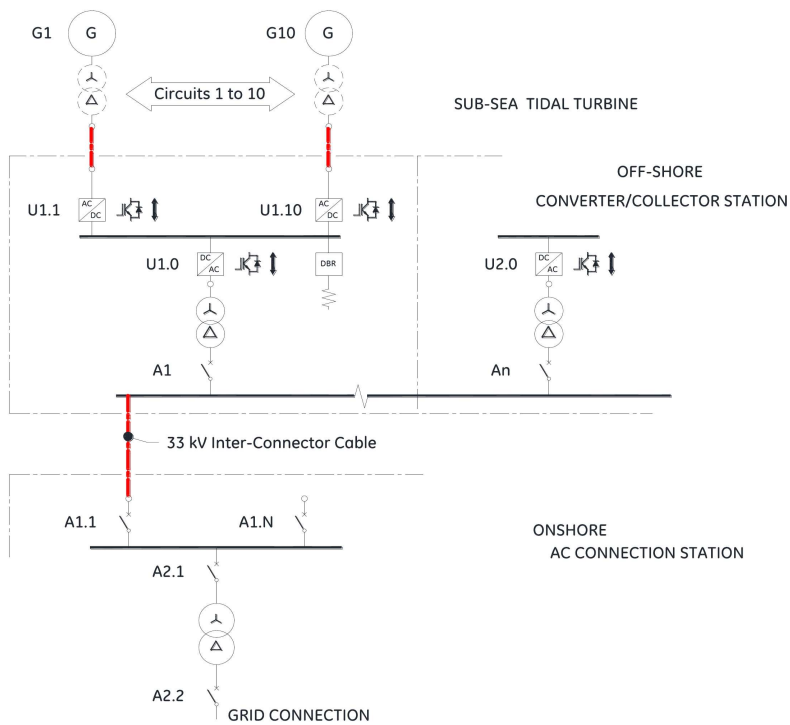 G1
G
G10
G
Circuits 1 to 10
SUB-SEA TIDAL TURBINE
OFF-SHORE
CONVERTER/COLLECTOR STATION
U1.1
AC
DC
U1.10
AC
DC
U1.0
DC
AC
DBR
U2.0
DC
AC
A1
An
33 kV Inter-Connector Cable
A1.1
A1.N
ONSHORE
AC CONNECTION STATION
A2.1
A2.2
GRID CONNECTION